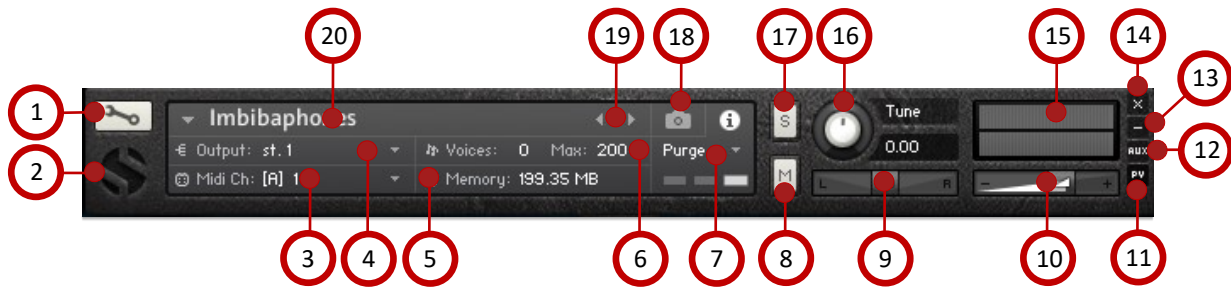 20 19 18 17 16 15 14
13
1 Imbibaphones i S Tune X
–
Output: st.1 Voices: 0 Max: 200 Purge 0.00 AUX 12
2 Midi Ch: [A] 1 Memory: 199.35 MB M L R – + PV
3 4 5 6 7 8 9 10 11